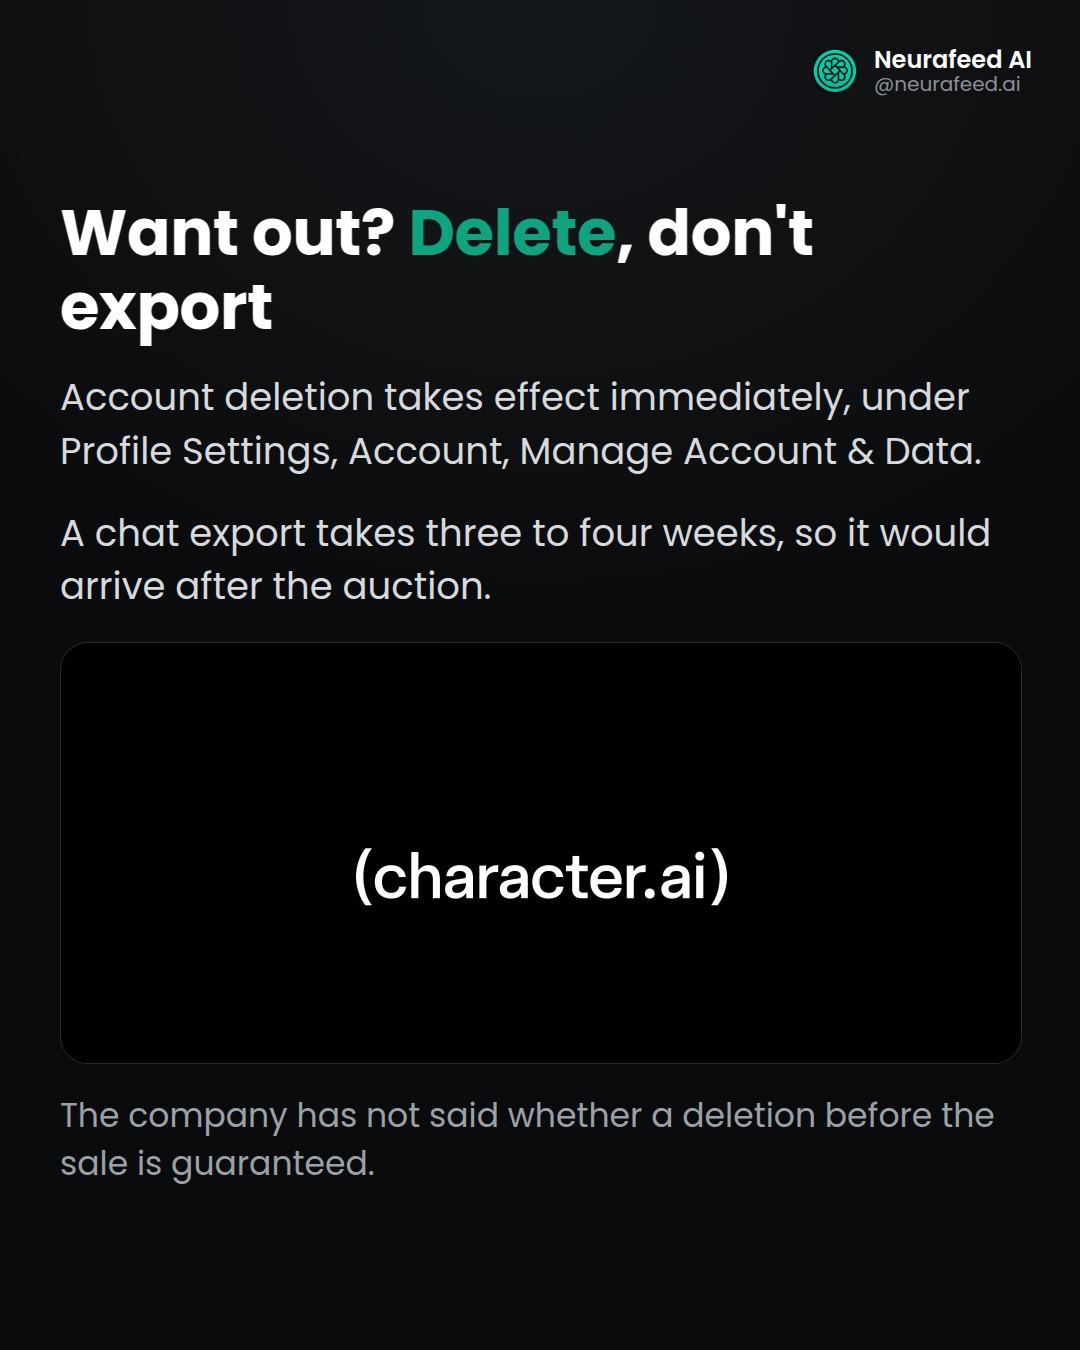 Neurafeed AI
@neurafeed.ai
Want out? Delete, don't
export
Account deletion takes effect immediately, under
Profile Settings, Account, Manage Account & Data.
A chat export takes three to four weeks, so it would
arrive after the auction.
(character.ai)
The company has not said whether a deletion before the
sale is guaranteed.